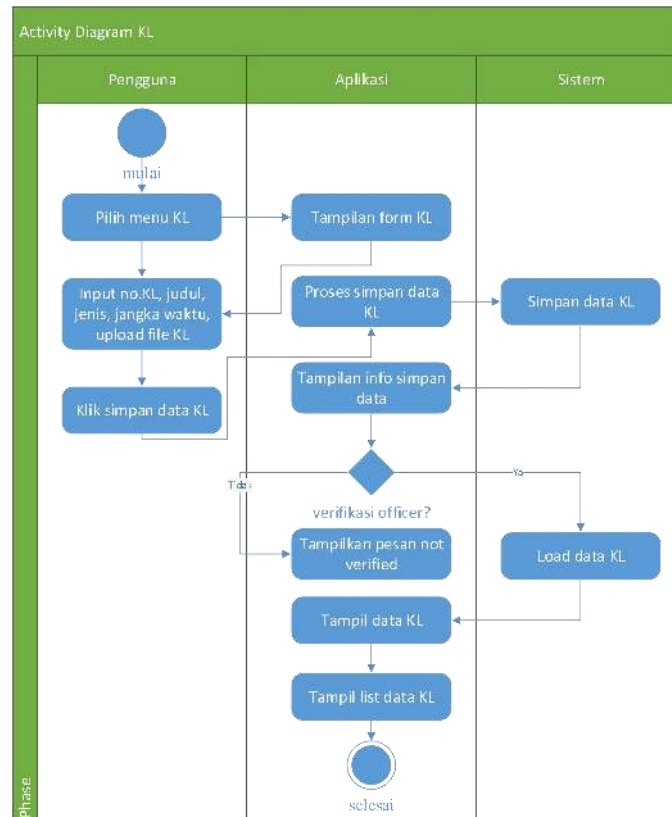 Activity Diagram KL
Pengguna
Aplikasi
Sistem
mulai
Pilih menu KL
Tampilan form KL
Input no.KL, judul,
jenis, jangka waktu,
upload file KL
Proses simpan data
KL
Simpan data KL
Klik simpan data KL
Tampilan info simpan
data
Tidak
Ya
verifikasi officer?
Tampilkan pesan not
verified
Load data KL
Tampil data KL
Tampil list data KL
selesai
Phase